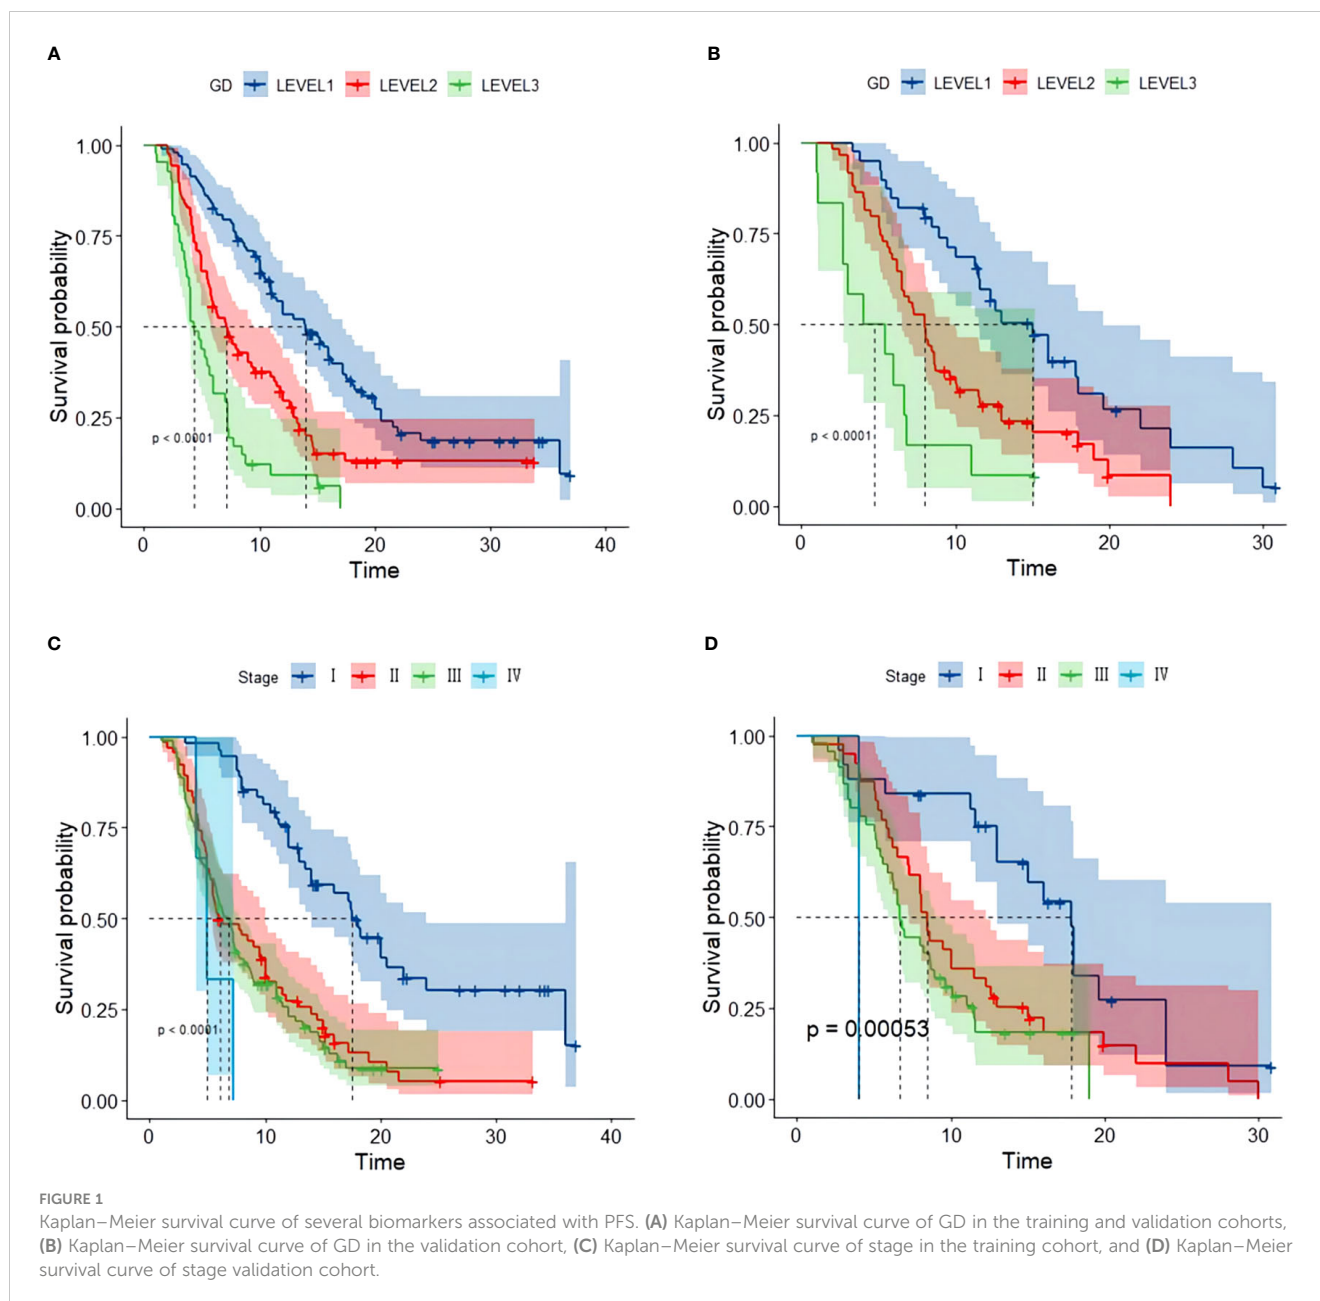 A
GD LEVEL1 LEVEL2 LEVEL3
Survival probability
1.00
0.75
0.50
0.25
0.00
p < 0.0001
0 10 20 30 40
Time
B
GD LEVEL1 LEVEL2 LEVEL3
Survival probability
1.00
0.75
0.50
0.25
0.00
p < 0.0001
0 10 20 30
Time
C
Stage I II III IV
Survival probability
1.00
0.75
0.50
0.25
0.00
p < 0.0001
0 10 20 30 40
Time
D
Stage I II III IV
Survival probability
1.00
0.75
0.50
0.25
0.00
p = 0.00053
0 10 20 30
Time
FIGURE 1
Kaplan–Meier survival curve of several biomarkers associated with PFS. (A) Kaplan–Meier survival curve of GD in the training and validation cohorts,
(B) Kaplan–Meier survival curve of GD in the validation cohort, (C) Kaplan–Meier survival curve of stage in the training cohort, and (D) Kaplan–Meier
survival curve of stage validation cohort.